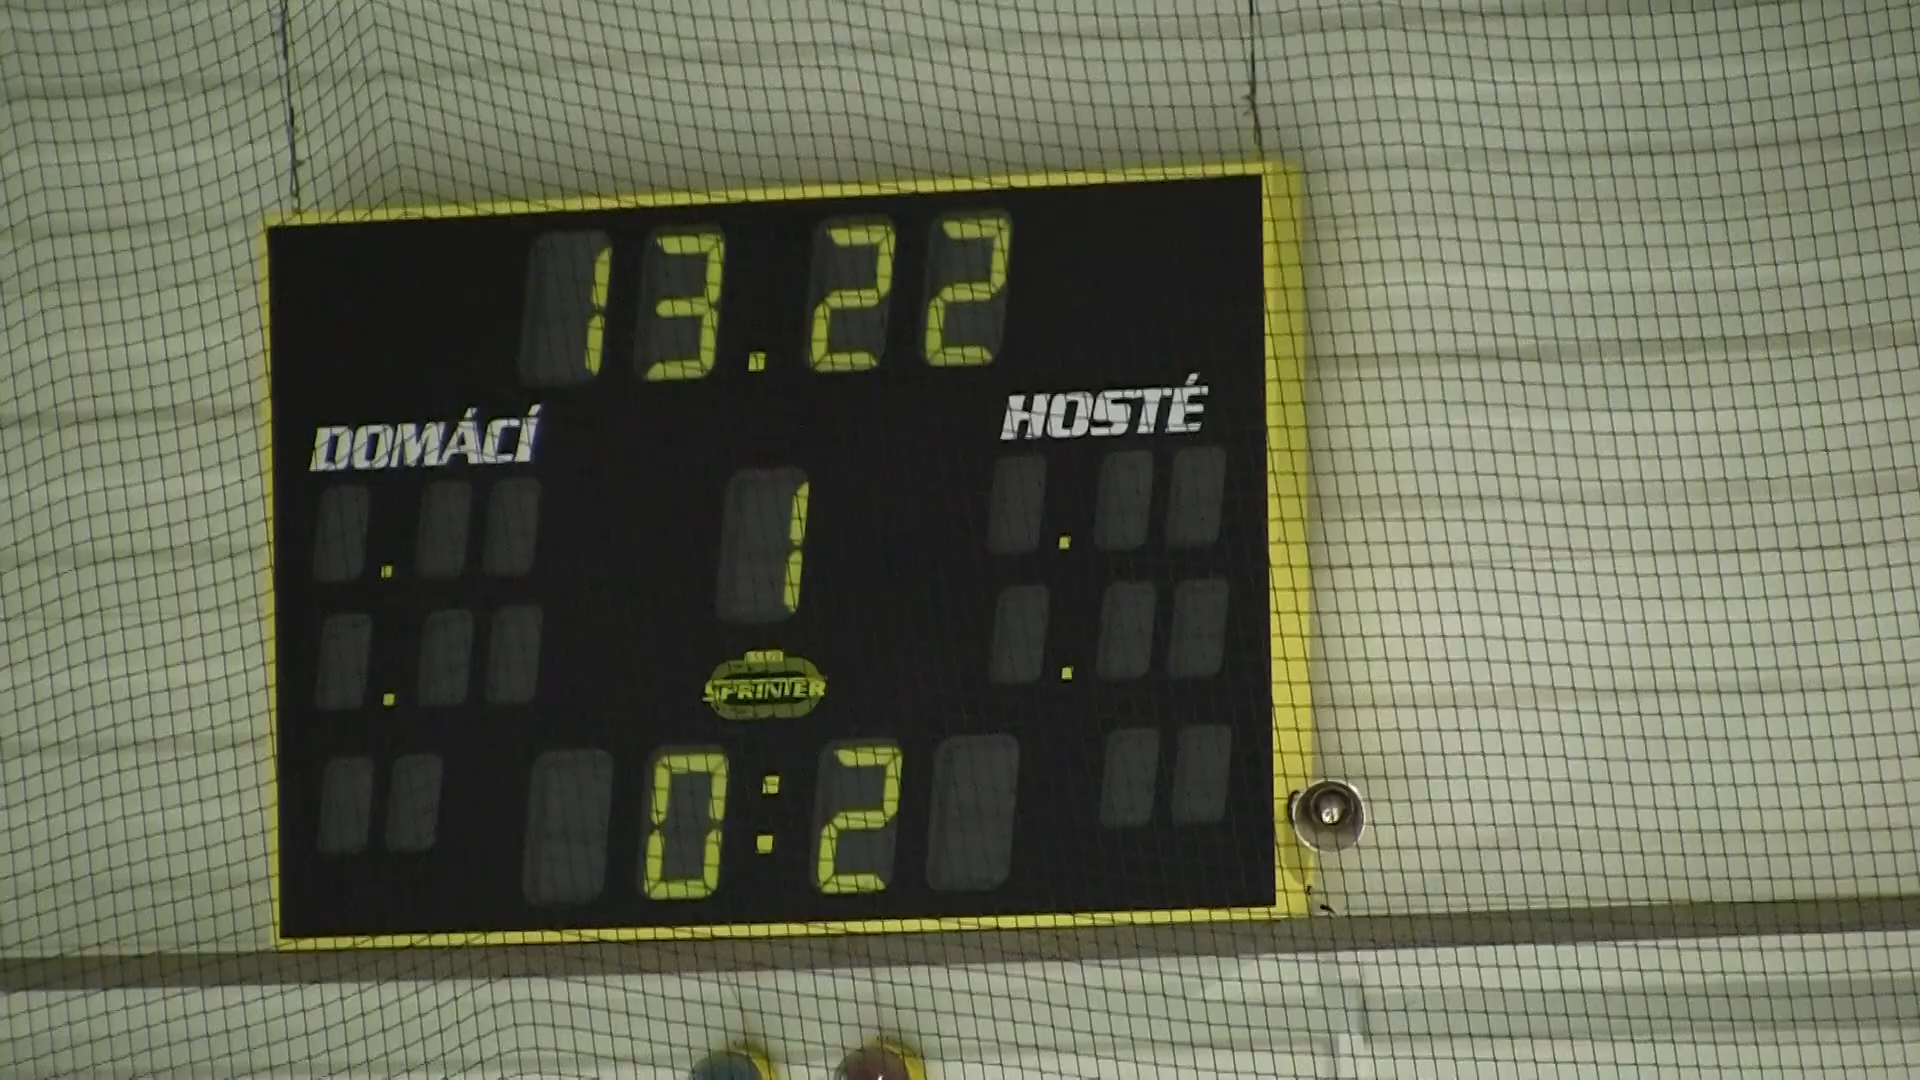 13.22
DOMÁCÍ
HOSTÉ
1
SPRINTER
0:2